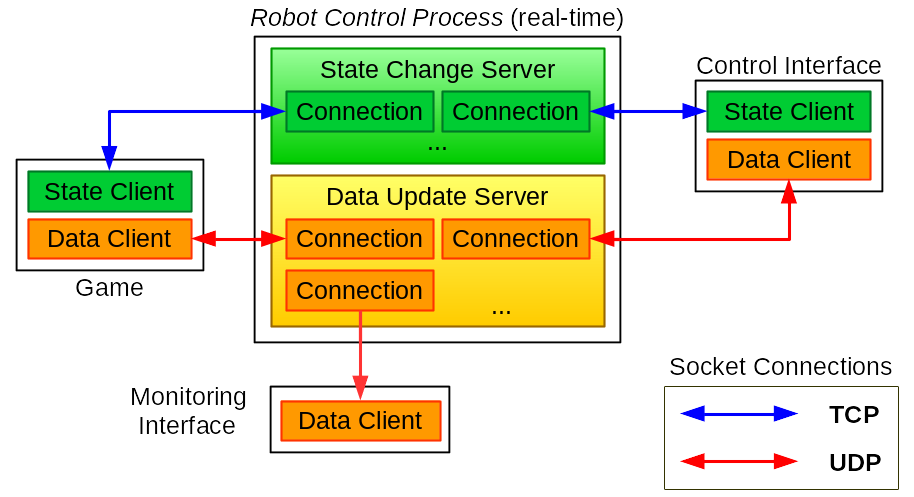 Robot Control Process (real-time)
State Change Server
Connection
Connection
...
Control Interface
State Client
Data Client
State Client
Data Client
Game
Data Update Server
Connection
Connection
Connection
...
Monitoring
Interface
Data Client
Socket Connections
TCP
UDP